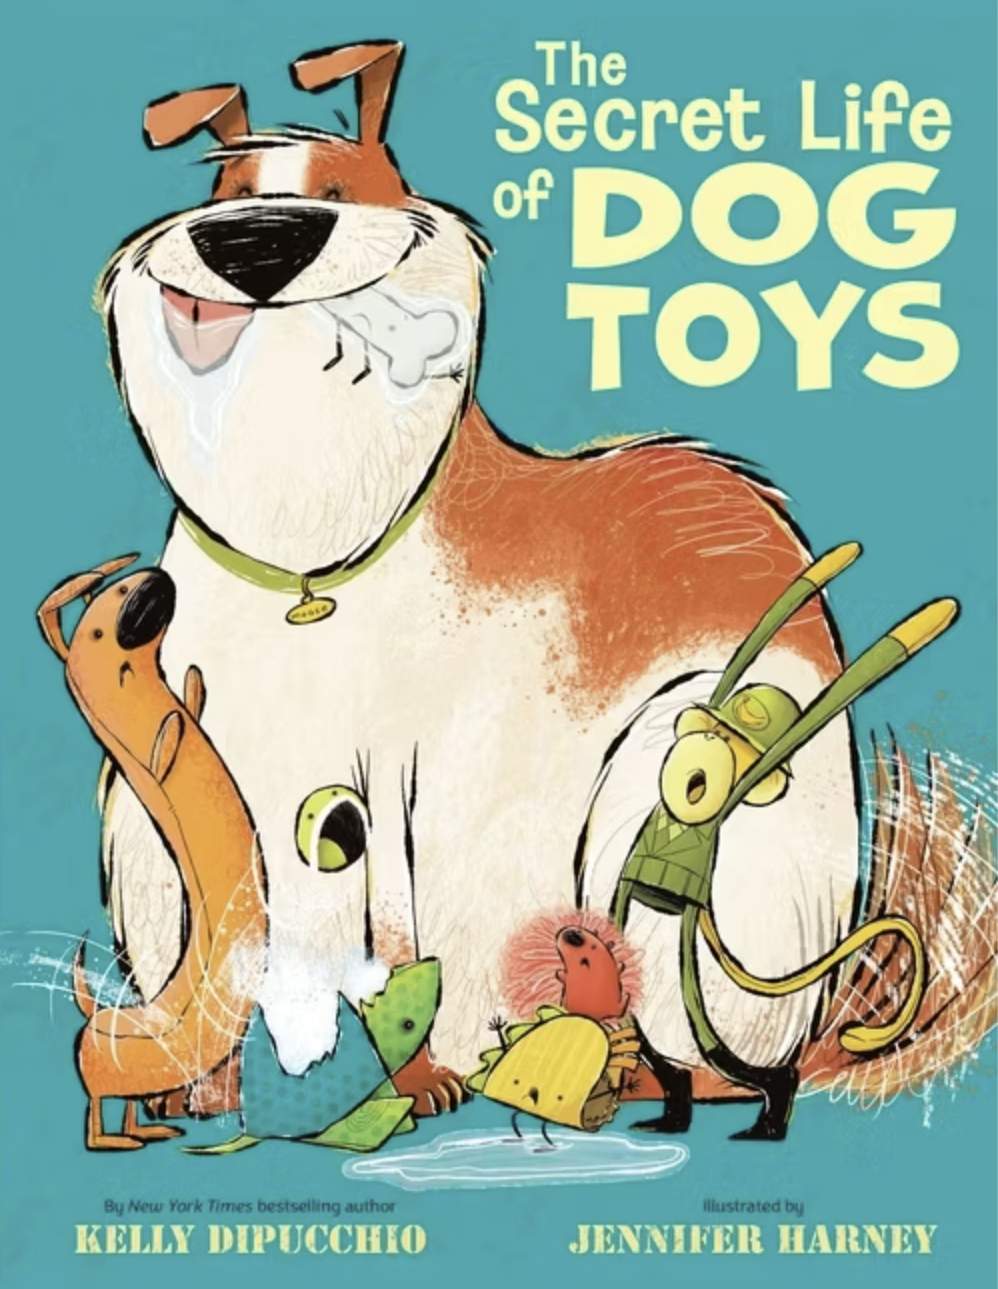 The
Secret Life
of DOG
TOYS
By New York Times bestselling author
KELLY DIPUCCHIO
illustrated by
JENNIFER HARNEY